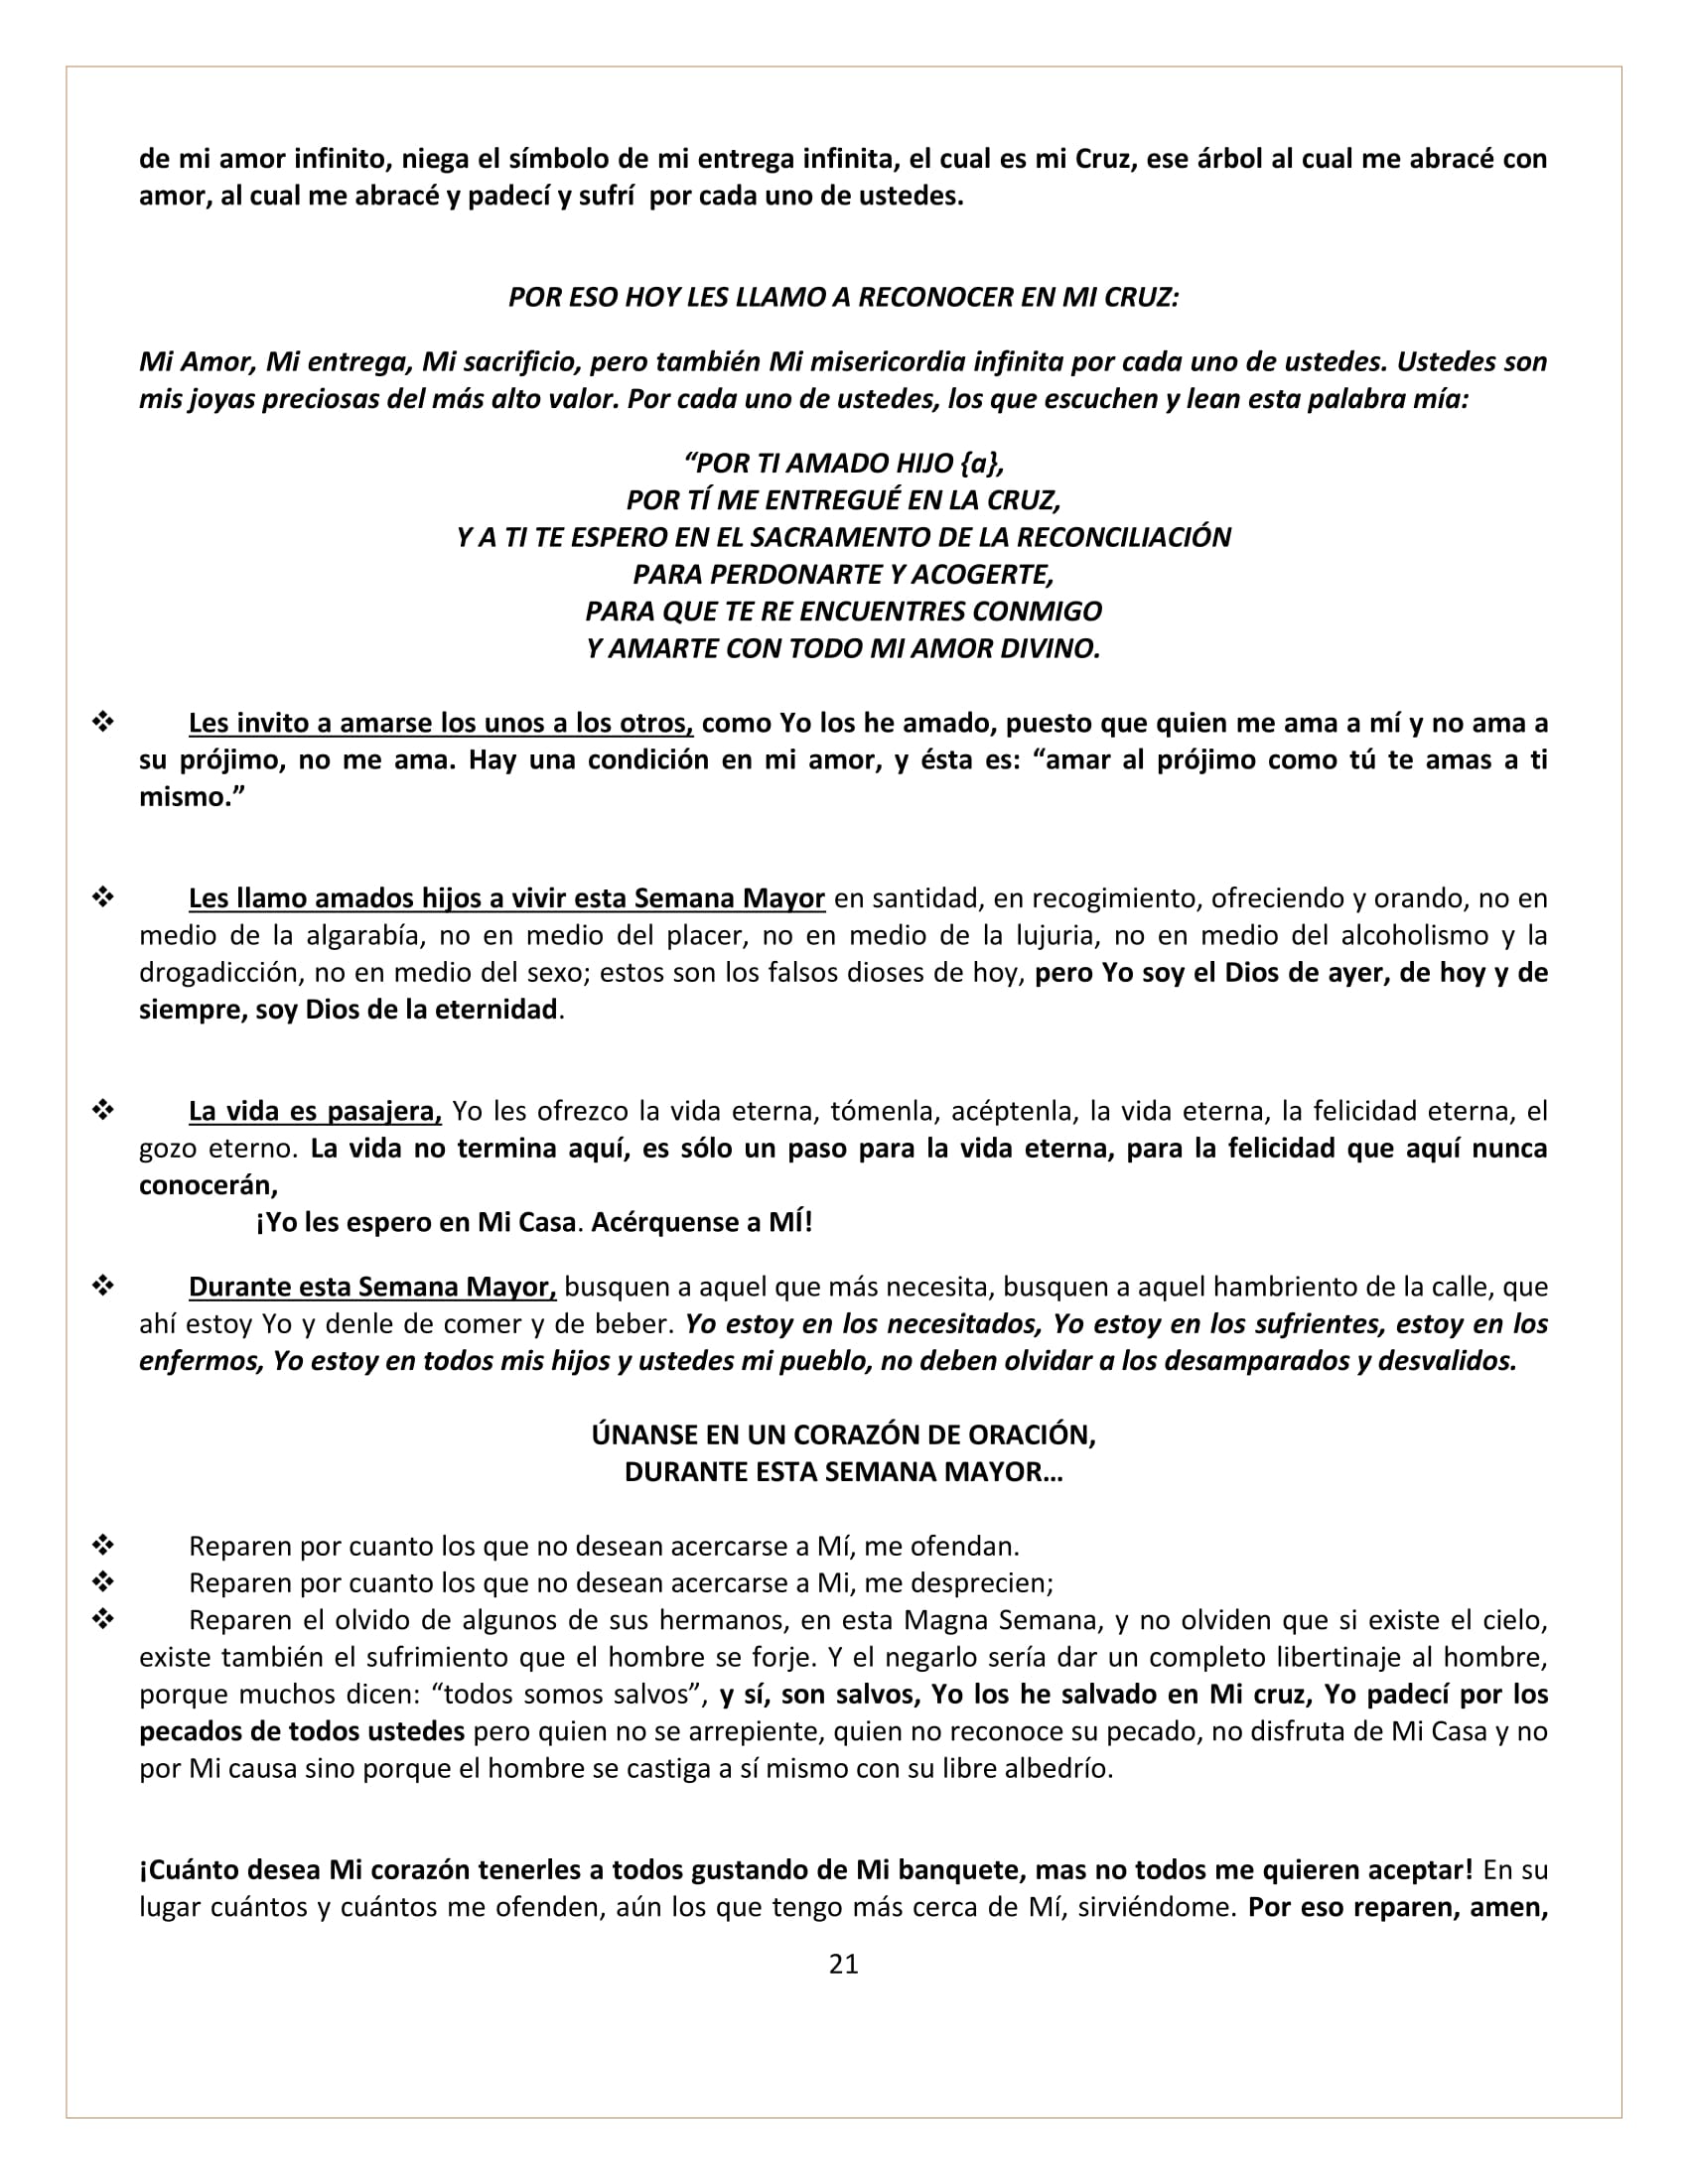 de mi amor infinito, niega el símbolo de mi entrega infinita, el cual es mi Cruz, ese árbol al cual me abracé con
amor, al cual me abracé y padecí y sufrí  por cada uno de ustedes.
POR ESO HOY LES LLAMO A RECONOCER EN MI CRUZ:
Mi Amor, Mi entrega, Mi sacrificio, pero también Mi misericordia infinita por cada uno de ustedes. Ustedes son
mis joyas preciosas del más alto valor. Por cada uno de ustedes, los que escuchen y lean esta palabra mía:
“POR TI AMADO HIJO {a},
POR TÍ ME ENTREGUÉ EN LA CRUZ,
Y A TI TE ESPERO EN EL SACRAMENTO DE LA RECONCILIACIÓN
PARA PERDONARTE Y ACOGERTE,
PARA QUE TE RE ENCUENTRES CONMIGO
Y AMARTE CON TODO MI AMOR DIVINO.
❖ Les invito a amarse los unos a los otros, como Yo los he amado, puesto que quien me ama a mí y no ama a
su prójimo, no me ama. Hay una condición en mi amor, y ésta es: “amar al prójimo como tú te amas a ti
mismo.”
❖ Les llamo amados hijos a vivir esta Semana Mayor en santidad, en recogimiento, ofreciendo y orando, no en
medio de la algarabía, no en medio del placer, no en medio de la lujuria, no en medio del alcoholismo y la
drogadicción, no en medio del sexo; estos son los falsos dioses de hoy, pero Yo soy el Dios de ayer, de hoy y de
siempre, soy Dios de la eternidad.
❖ La vida es pasajera, Yo les ofrezco la vida eterna, tómenla, acéptenla, la vida eterna, la felicidad eterna, el
gozo eterno. La vida no termina aquí, es sólo un paso para la vida eterna, para la felicidad que aquí nunca
conocerán,
¡Yo les espero en Mi Casa. Acérquense a MÍ!
❖ Durante esta Semana Mayor, busquen a aquel que más necesita, busquen a aquel hambriento de la calle, que
ahí estoy Yo y denle de comer y de beber. Yo estoy en los necesitados, Yo estoy en los sufrientes, estoy en los
enfermos, Yo estoy en todos mis hijos y ustedes mi pueblo, no deben olvidar a los desamparados y desvalidos.
ÚNANSE EN UN CORAZÓN DE ORACIÓN,
DURANTE ESTA SEMANA MAYOR…
❖ Reparen por cuanto los que no desean acercarse a Mí, me ofendan.
❖ Reparen por cuanto los que no desean acercarse a Mi, me desprecien;
❖ Reparen el olvido de algunos de sus hermanos, en esta Magna Semana, y no olviden que si existe el cielo,
existe también el sufrimiento que el hombre se forje. Y el negarlo sería dar un completo libertinaje al hombre,
porque muchos dicen: “todos somos salvos”, y sí, son salvos, Yo los he salvado en Mi cruz, Yo padecí por los
pecados de todos ustedes pero quien no se arrepiente, quien no reconoce su pecado, no disfruta de Mi Casa y no
por Mi causa sino porque el hombre se castiga a sí mismo con su libre albedrío.
¡Cuánto desea Mi corazón tenerles a todos gustando de Mi banquete, mas no todos me quieren aceptar! En su
lugar cuántos y cuántos me ofenden, aún los que tengo más cerca de Mí, sirviéndome. Por eso reparen, amen,
21